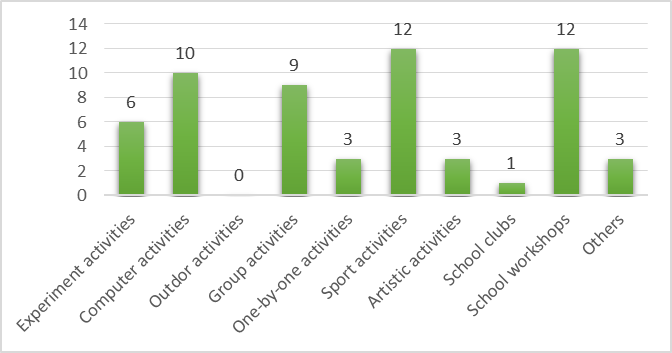 14
12
10
8
6
4
2
0
6
10
0
9
3
12
3
1
12
3
Experiment activities
Computer activities
Outdor activities
Group activities
One-by-one activities
Sport activities
Artistic activities
School clubs
School workshops
Others